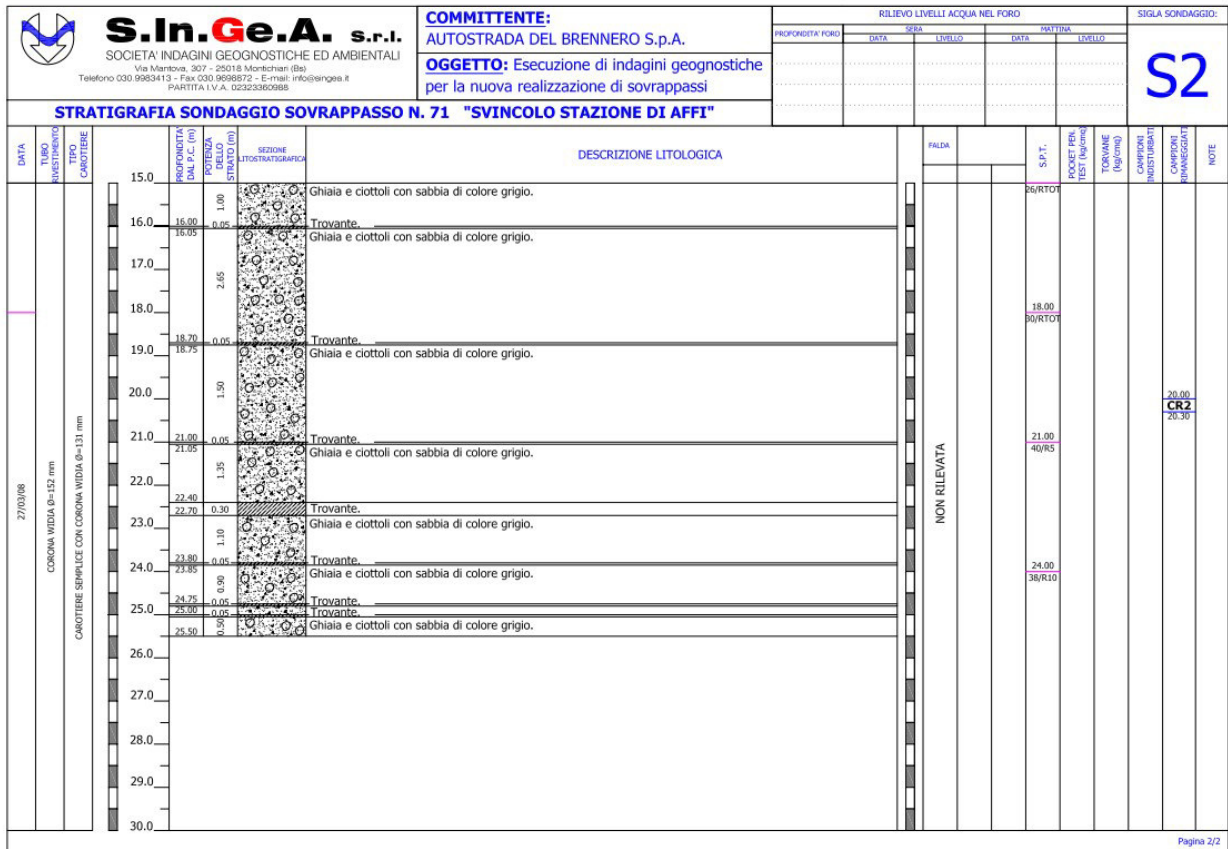 S.In.Ge.A. s.r.l.
SOCIETA' INDAGINI GEOGNOSTICHE ED AMBIENTALI
Via Mantova, 307 - 25018 Montichiari (Bs)
Telefono 030.9983413 - Fax 030.9698872 - E-mail: info@singea.it
PARTITA I.V.A. 02323360988
COMMITTENTE:
AUTOSTRADA DEL BRENNERO S.p.A.
OGGETTO: Esecuzione di indagini geognostiche
per la nuova realizzazione di sovrappassi
RILIEVO LIVELLI ACQUA NEL FORO
PROFONDITA' FORO
SERA
MATTINA
DATA
LIVELLO
DATA
LIVELLO
SIGLA SONDAGGIO:
S2
STRATIGRAFIA SONDAGGIO SOVRAPPASSO N. 71 "SVINCOLO STAZIONE DI AFFI"
DATA
TUBO
RIVESTIMENTO
TIPO
CAROTIERE
PROFONDITA'
DAL P.C. (m)
POTENZA
DELLO
STRATO (m)
SEZIONE
LITOSTRATIGRAFICA
DESCRIZIONE LITOLOGICA
FALDA
S.P.T.
POCKET PEN.
TEST (kg/cmq)
TORVANE
(kg/cmq)
CAMPIONI
INDISTURBATI
CAMPIONI
RIMANEGGIATI
NOTE
15.0
1.00
Ghiaia e ciottoli con sabbia di colore grigio.
26/RTOT
16.0
16.00
0.05
Trovante.
16.05
Ghiaia e ciottoli con sabbia di colore grigio.
17.0
2.65
18.0
18.00
30/RTOT
18.70
0.05
Trovante.
19.0
18.75
Ghiaia e ciottoli con sabbia di colore grigio.
20.0
1.50
20.00
CR2
20.30
21.0
21.00
0.05
Trovante.
21.00
21.05
Ghiaia e ciottoli con sabbia di colore grigio.
40/R5
1.35
22.0
22.40
22.70
0.30
Trovante.
23.0
Ghiaia e ciottoli con sabbia di colore grigio.
1.10
23.80
0.05
Trovante.
24.0
23.85
Ghiaia e ciottoli con sabbia di colore grigio.
24.00
38/R10
0.90
24.75
0.05
Trovante.
25.0
25.00
0.05
Trovante.
0.50
Ghiaia e ciottoli con sabbia di colore grigio.
25.50
26.0
27.0
28.0
29.0
30.0
27/03/08
CORONA WIDIA Ø=152 mm
CAROTIERE SEMPLICE CON CORONA WIDIA Ø=131 mm
NON RILEVATA
Pagina 2/2